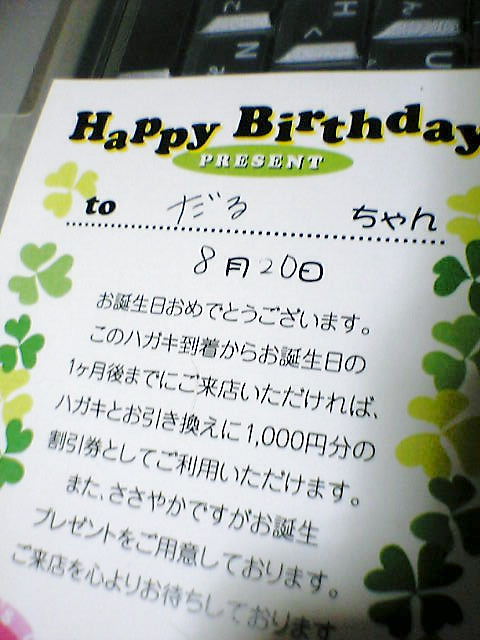 Happy Birthday
PRESENT
to だる ちゃん
8月20日
お誕生日おめでとうございます。
このハガキ到着からお誕生日の
1ヶ月後までにご来店いただければ、
ハガキとお引き換えに1,000円分の
割引券としてご利用いただけます。
また、ささやかですがお誕生
プレゼントをご用意しております。
ご来店を心よりお待ちしております